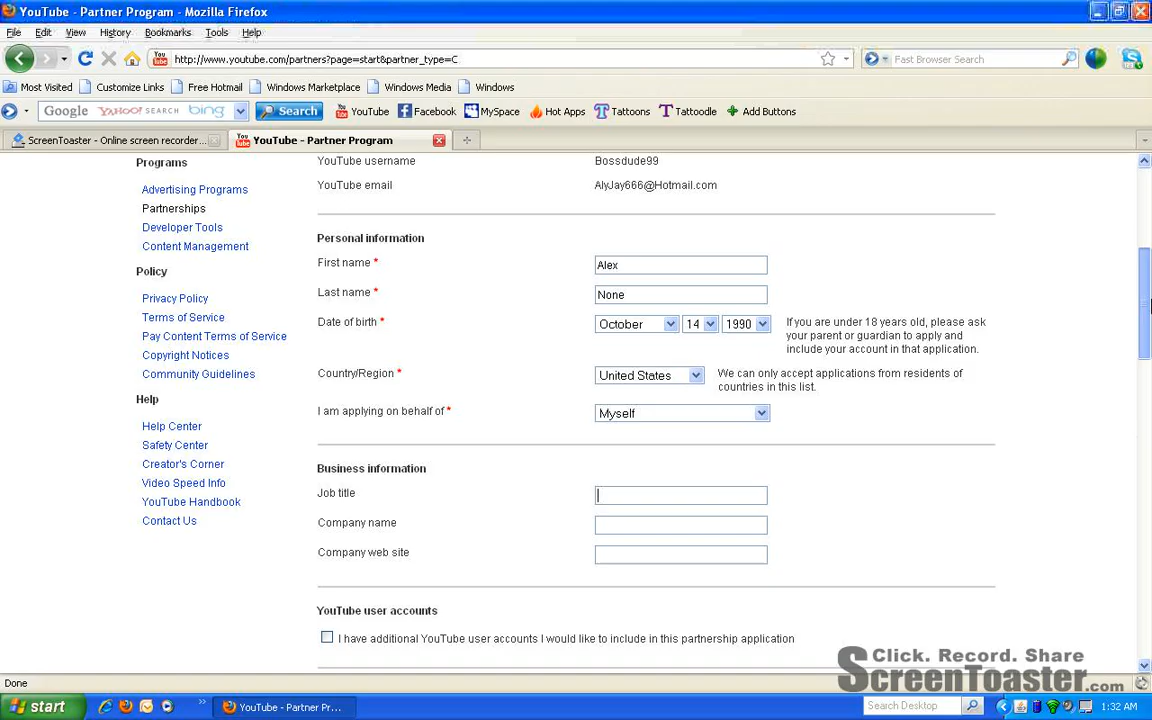 YouTube - Partner Program - Mozilla Firefox
File Edit View History Bookmarks Tools Help
http://www.youtube.com/partners?page=start&partner_type=C
Fast Browser Search
Most Visited Customize Links Free Hotmail Windows Marketplace Windows Media Windows
Google YAHOO! SEARCH bing Search YouTube Facebook MySpace Hot Apps Tattoos Tattoodle Add Buttons
ScreenToaster - Online screen recorder... YouTube - Partner Program
Programs
Advertising Programs
Partnerships
Developer Tools
Content Management
Policy
Privacy Policy
Terms of Service
Pay Content Terms of Service
Copyright Notices
Community Guidelines
Help
Help Center
Safety Center
Creator's Corner
Video Speed Info
YouTube Handbook
Contact Us
YouTube username Bossdude99
YouTube email AlyJay666@Hotmail.com
Personal information
First name * Alex
Last name * None
Date of birth * October 14 1990 If you are under 18 years old, please ask
your parent or guardian to apply and
include your account in that application.
Country/Region * United States We can only accept applications from residents of
countries in this list.
I am applying on behalf of * Myself
Business information
Job title
Company name
Company web site
YouTube user accounts
I have additional YouTube user accounts I would like to include in this partnership application
Click. Record. Share
ScreenToaster.com
Done
start YouTube - Partner Pr... Search Desktop 1:32 AM